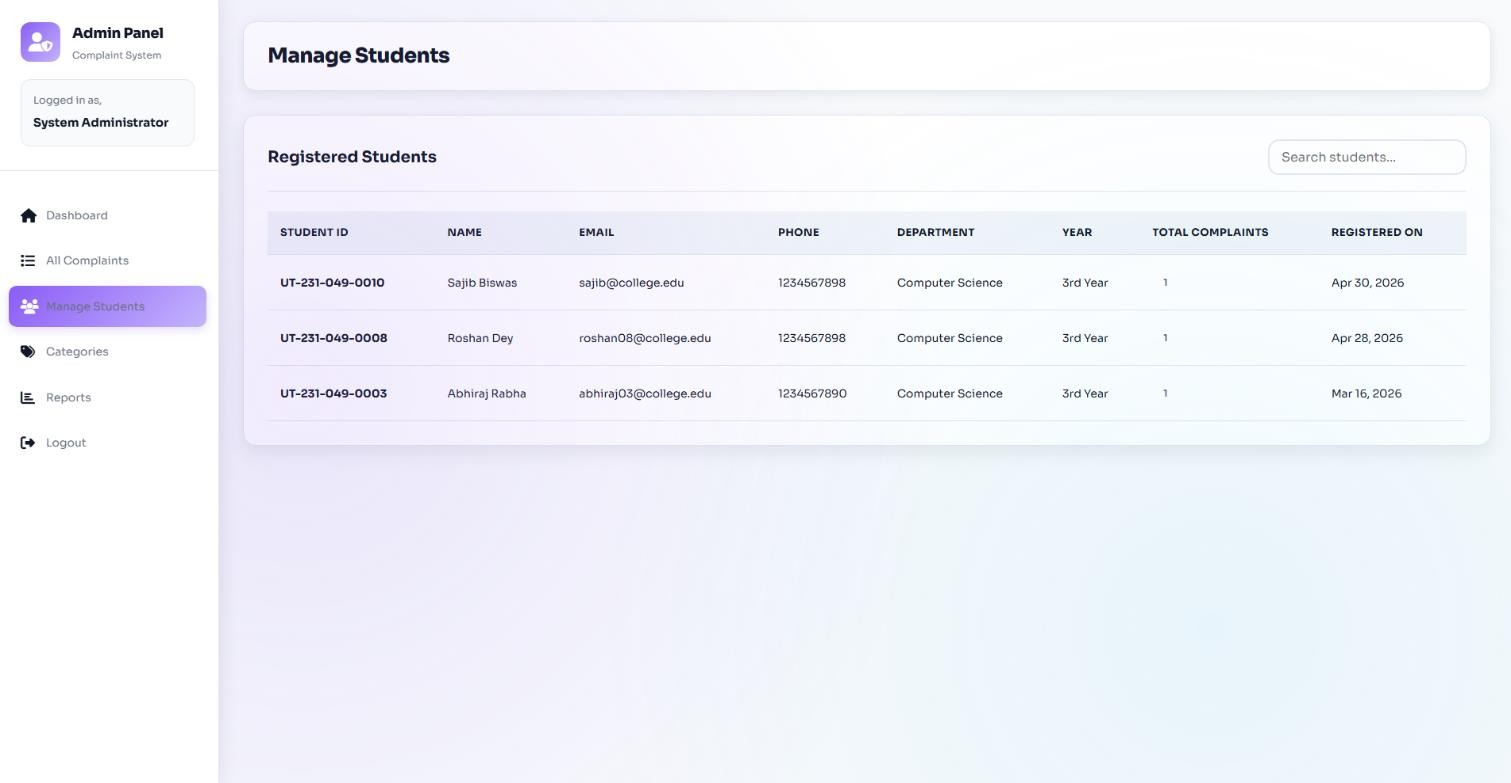 Admin Panel
Complaint System
Logged in as,
System Administrator
Dashboard
All Complaints
Manage Students
Categories
Reports
Logout
Manage Students
Registered Students
Search students...
STUDENT ID NAME EMAIL PHONE DEPARTMENT YEAR TOTAL COMPLAINTS REGISTERED ON
UT-231-049-0010 Sajib Biswas sajib@college.edu 1234567898 Computer Science 3rd Year 1 Apr 30, 2026
UT-231-049-0008 Roshan Dey roshan08@college.edu 1234567898 Computer Science 3rd Year 1 Apr 28, 2026
UT-231-049-0003 Abhiraj Rabha abhiraj03@college.edu 1234567890 Computer Science 3rd Year 1 Mar 16, 2026